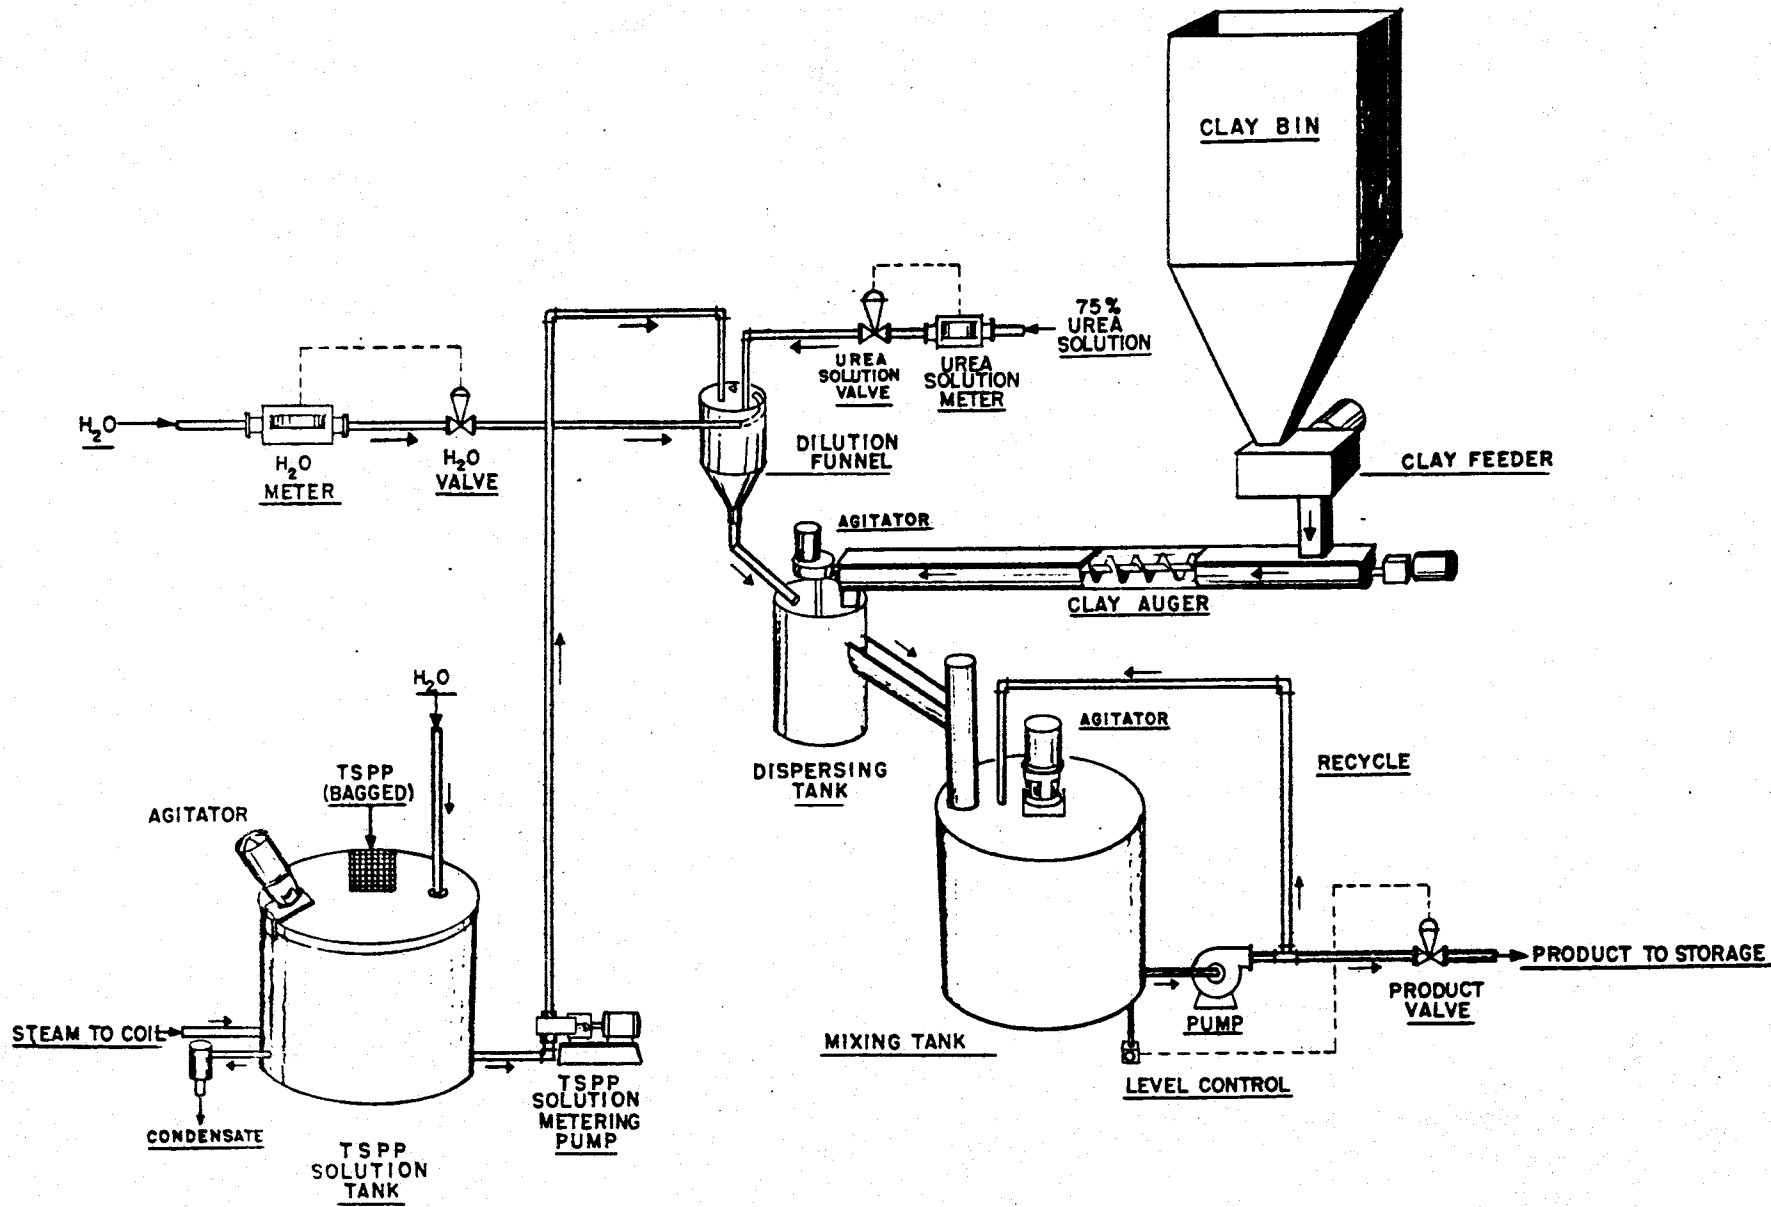 CLAY BIN
75%
UREA
SOLUTION
UREA
SOLUTION
VALVE
UREA
SOLUTION
METER
H2O
H2O
METER
H2O
VALVE
DILUTION
FUNNEL
CLAY FEEDER
AGITATOR
CLAY AUGER
H2O
TSPP
(BAGGED)
AGITATOR
DISPERSING
TANK
AGITATOR
RECYCLE
STEAM TO COIL
CONDENSATE
TSPP
SOLUTION
TANK
TSPP
SOLUTION
METERING
PUMP
MIXING TANK
PUMP
LEVEL CONTROL
PRODUCT
VALVE
PRODUCT TO STORAGE